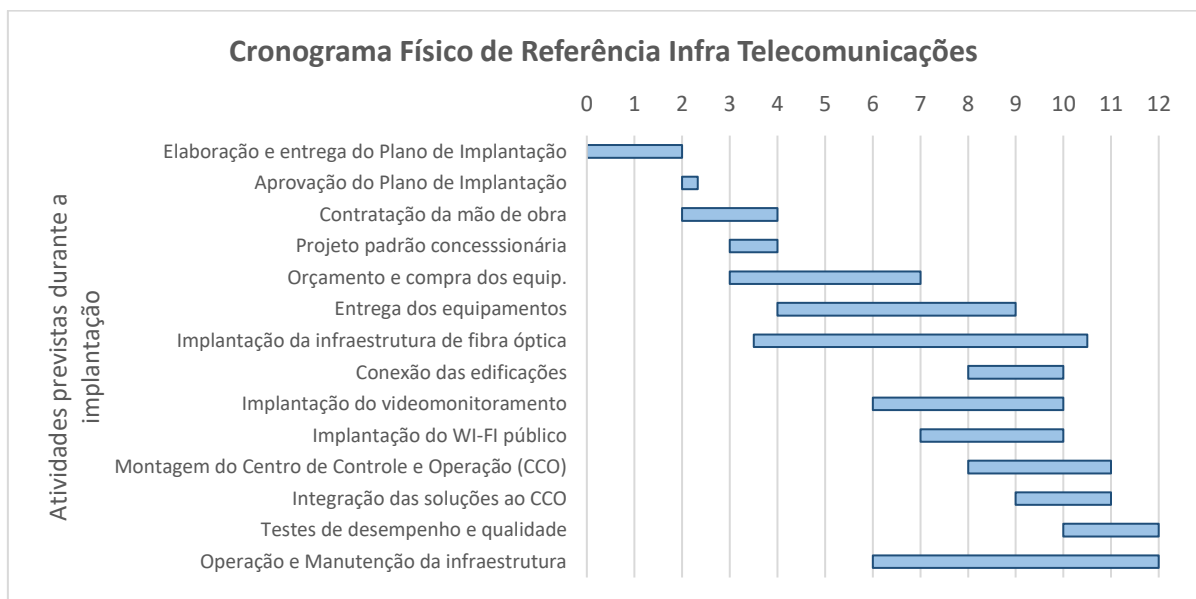 Cronograma Físico de Referência Infra Telecomunicações
0 1 2 3 4 5 6 7 8 9 10 11 12
Atividades previstas durante a
implantação
Elaboração e entrega do Plano de Implantação
Aprovação do Plano de Implantação
Contratação da mão de obra
Projeto padrão concesssionária
Orçamento e compra dos equip.
Entrega dos equipamentos
Implantação da infraestrutura de fibra óptica
Conexão das edificações
Implantação do videomonitoramento
Implantação do WI-FI público
Montagem do Centro de Controle e Operação (CCO)
Integração das soluções ao CCO
Testes de desempenho e qualidade
Operação e Manutenção da infraestrutura